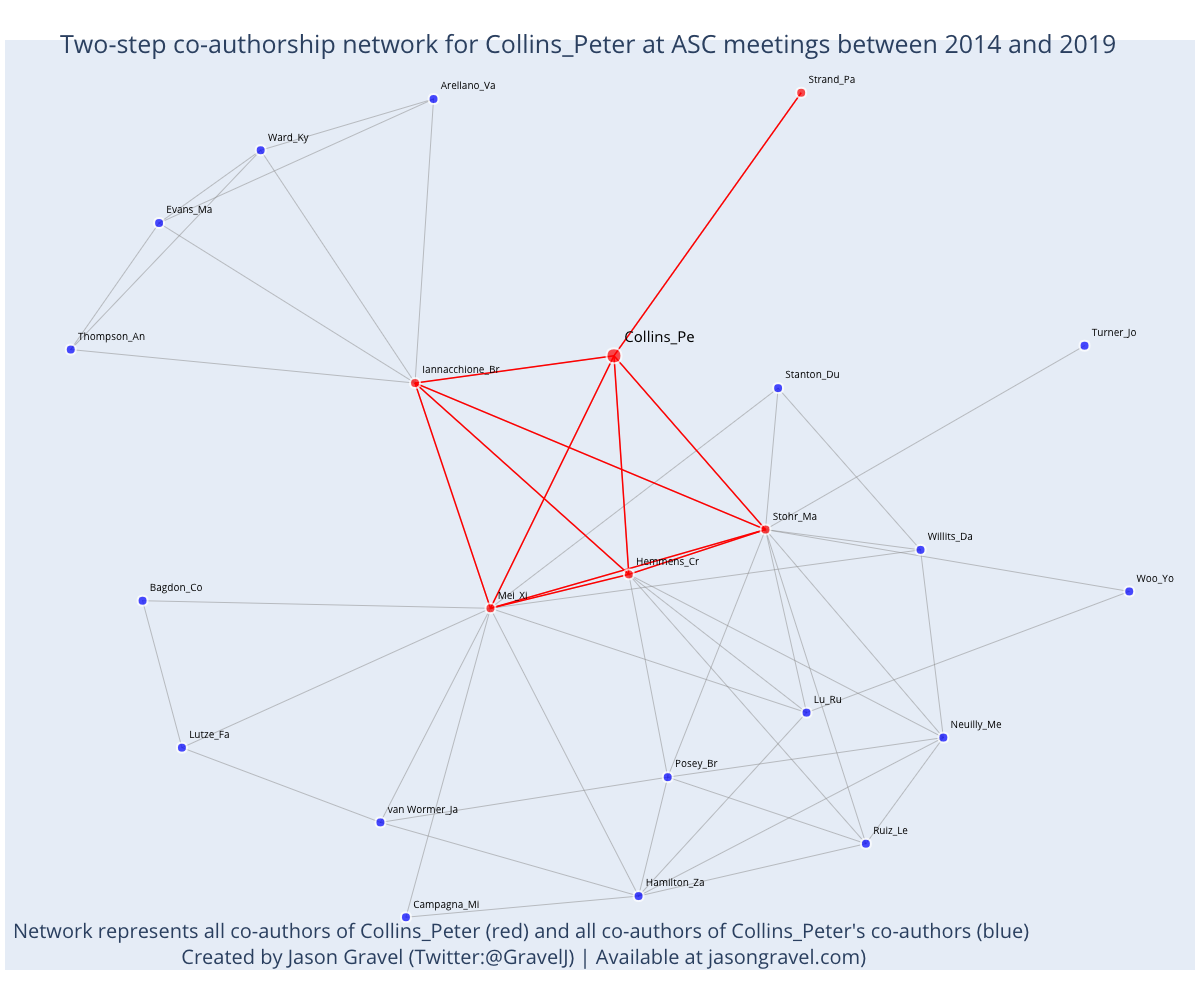 Two-step co-authorship network for Collins_Peter at ASC meetings between 2014 and 2019
Strand_Pa
Arellano_Va
Ward_Ky
Evans_Ma
Turner_Jo
Thompson_An
Collins_Pe
Iannacchione_Br
Stanton_Du
Stohr_Ma
Willits_Da
Hemmens_Cr
Woo_Yo
Bagdon_Co
Mei_Xi
Lu_Ru
Neuilly_Me
Lutze_Fa
Posey_Br
van Wormer_Ja
Ruiz_Le
Hamilton_Za
Campagna_Mi
Network represents all co-authors of Collins_Peter (red) and all co-authors of Collins_Peter's co-authors (blue)
Created by Jason Gravel (Twitter:@GravelJ) | Available at jasongravel.com)